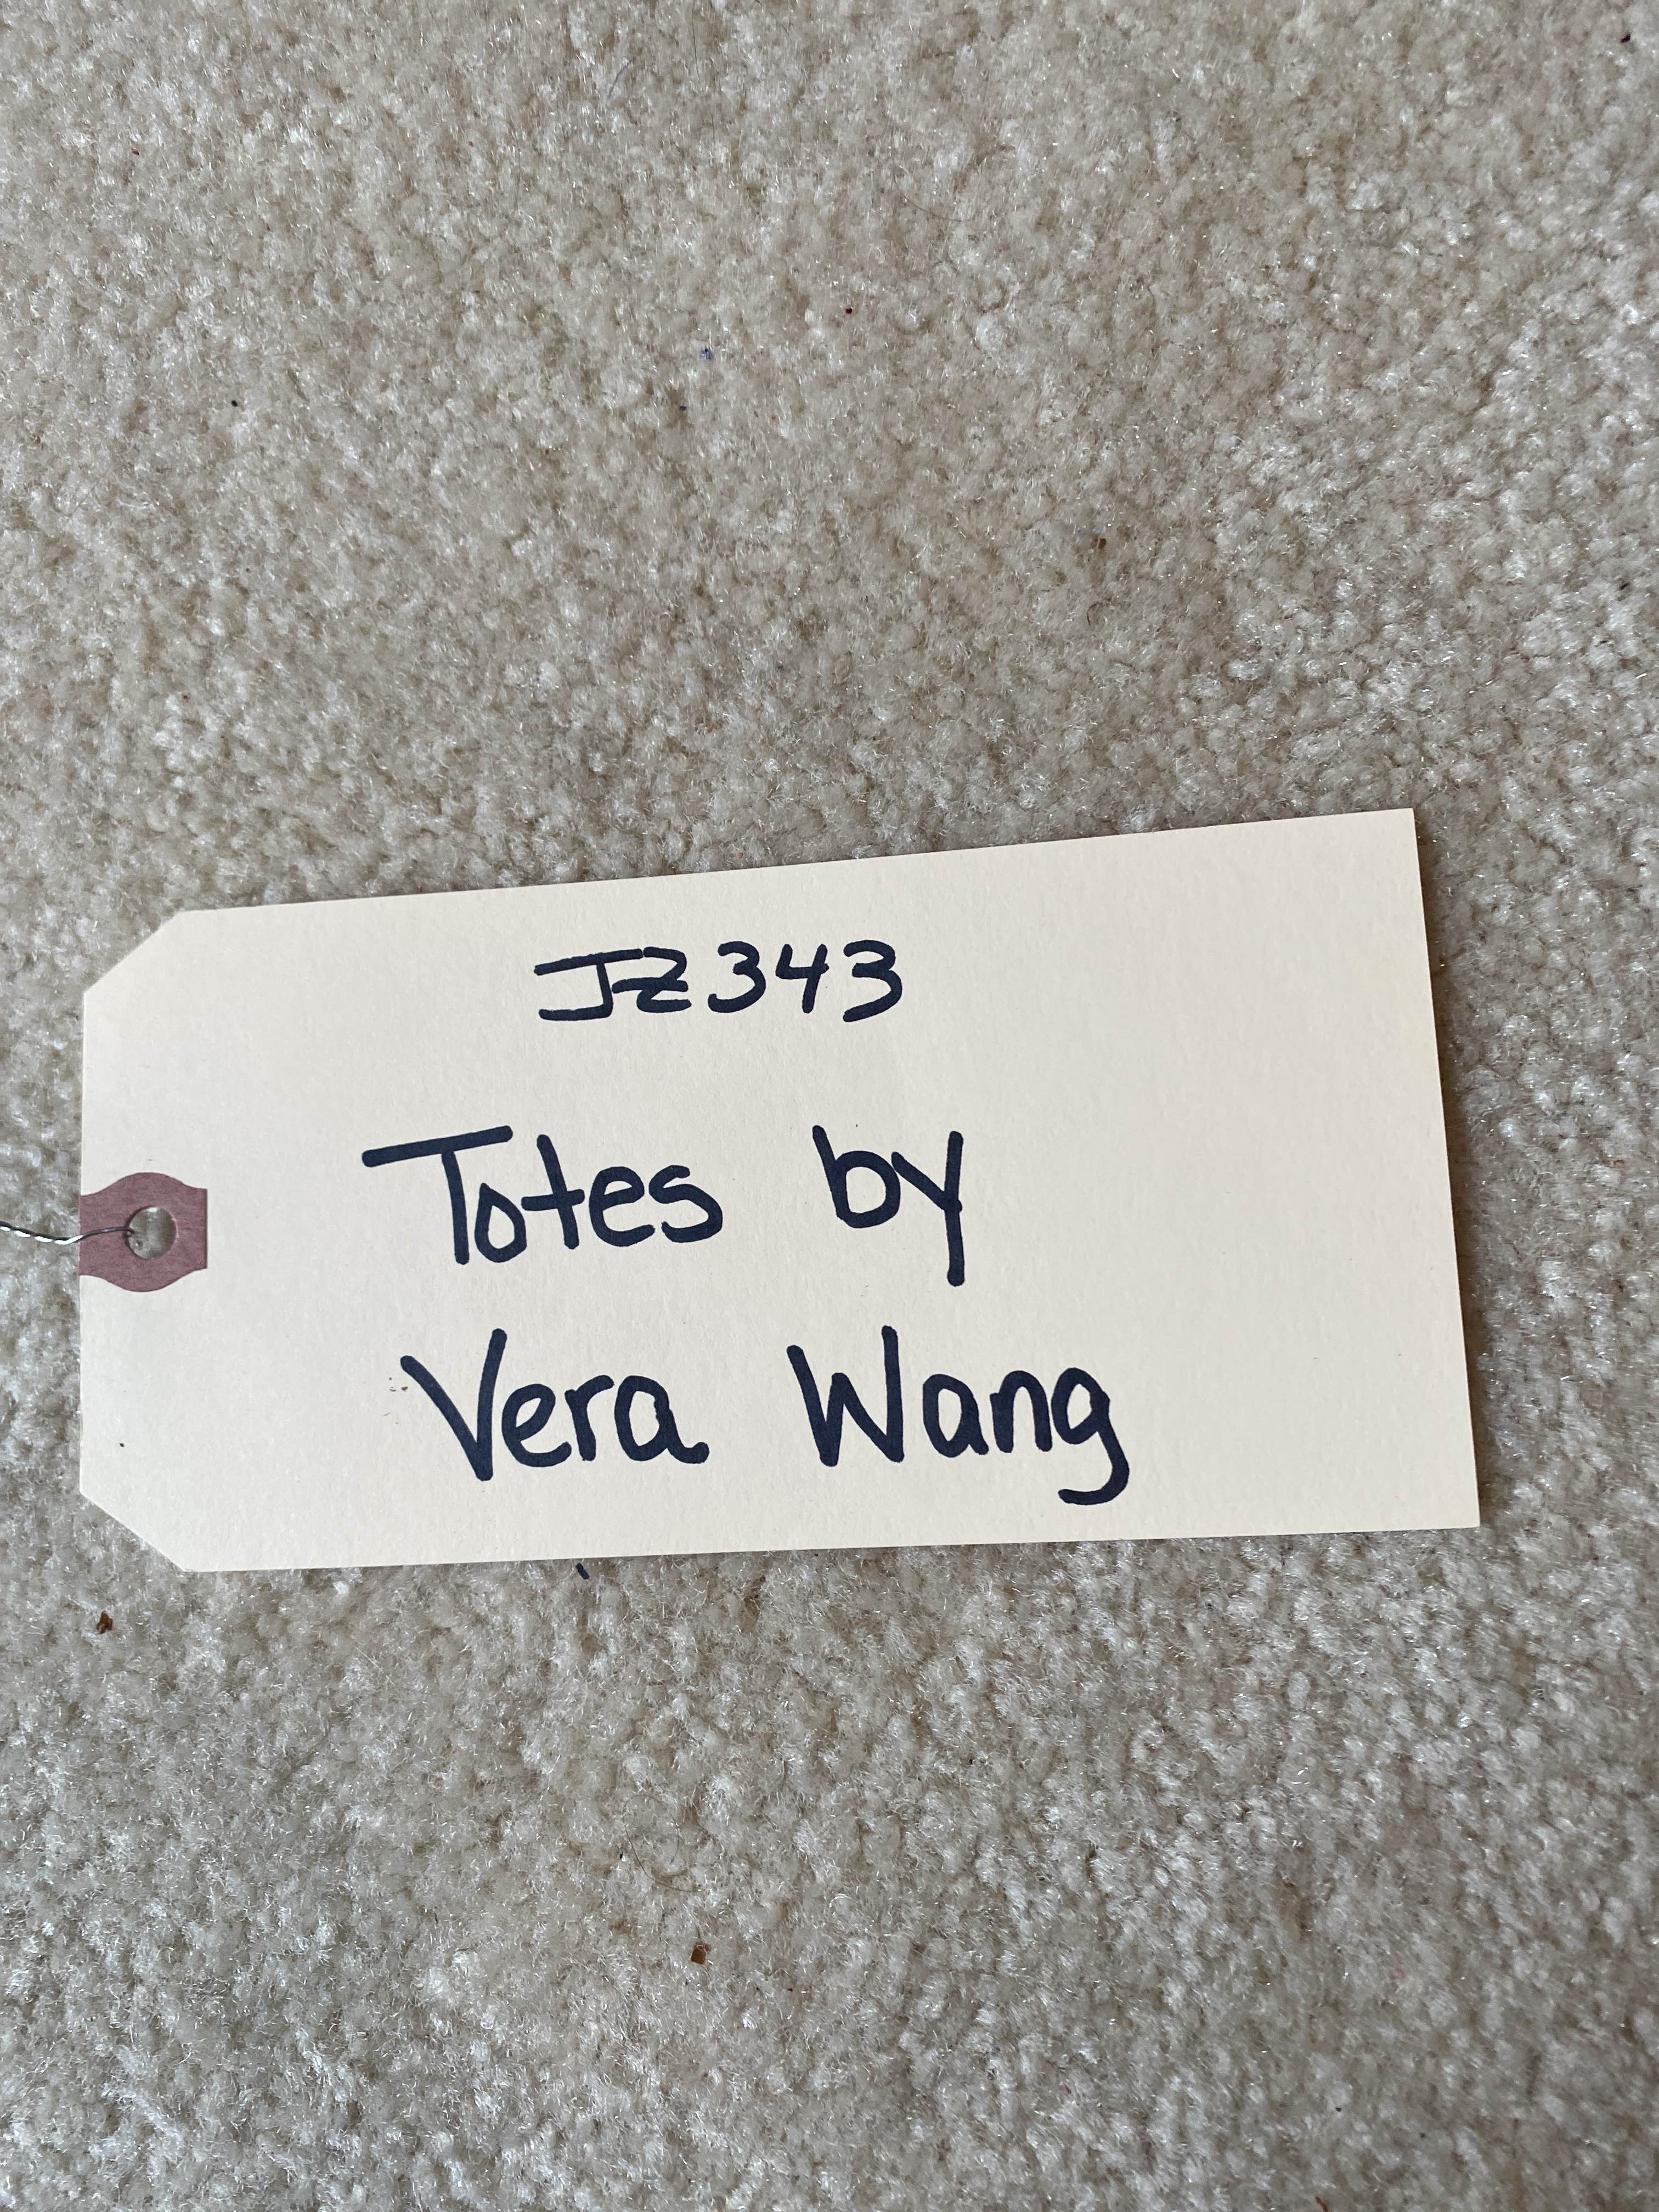 JZ343
Totes by
Vera Wang